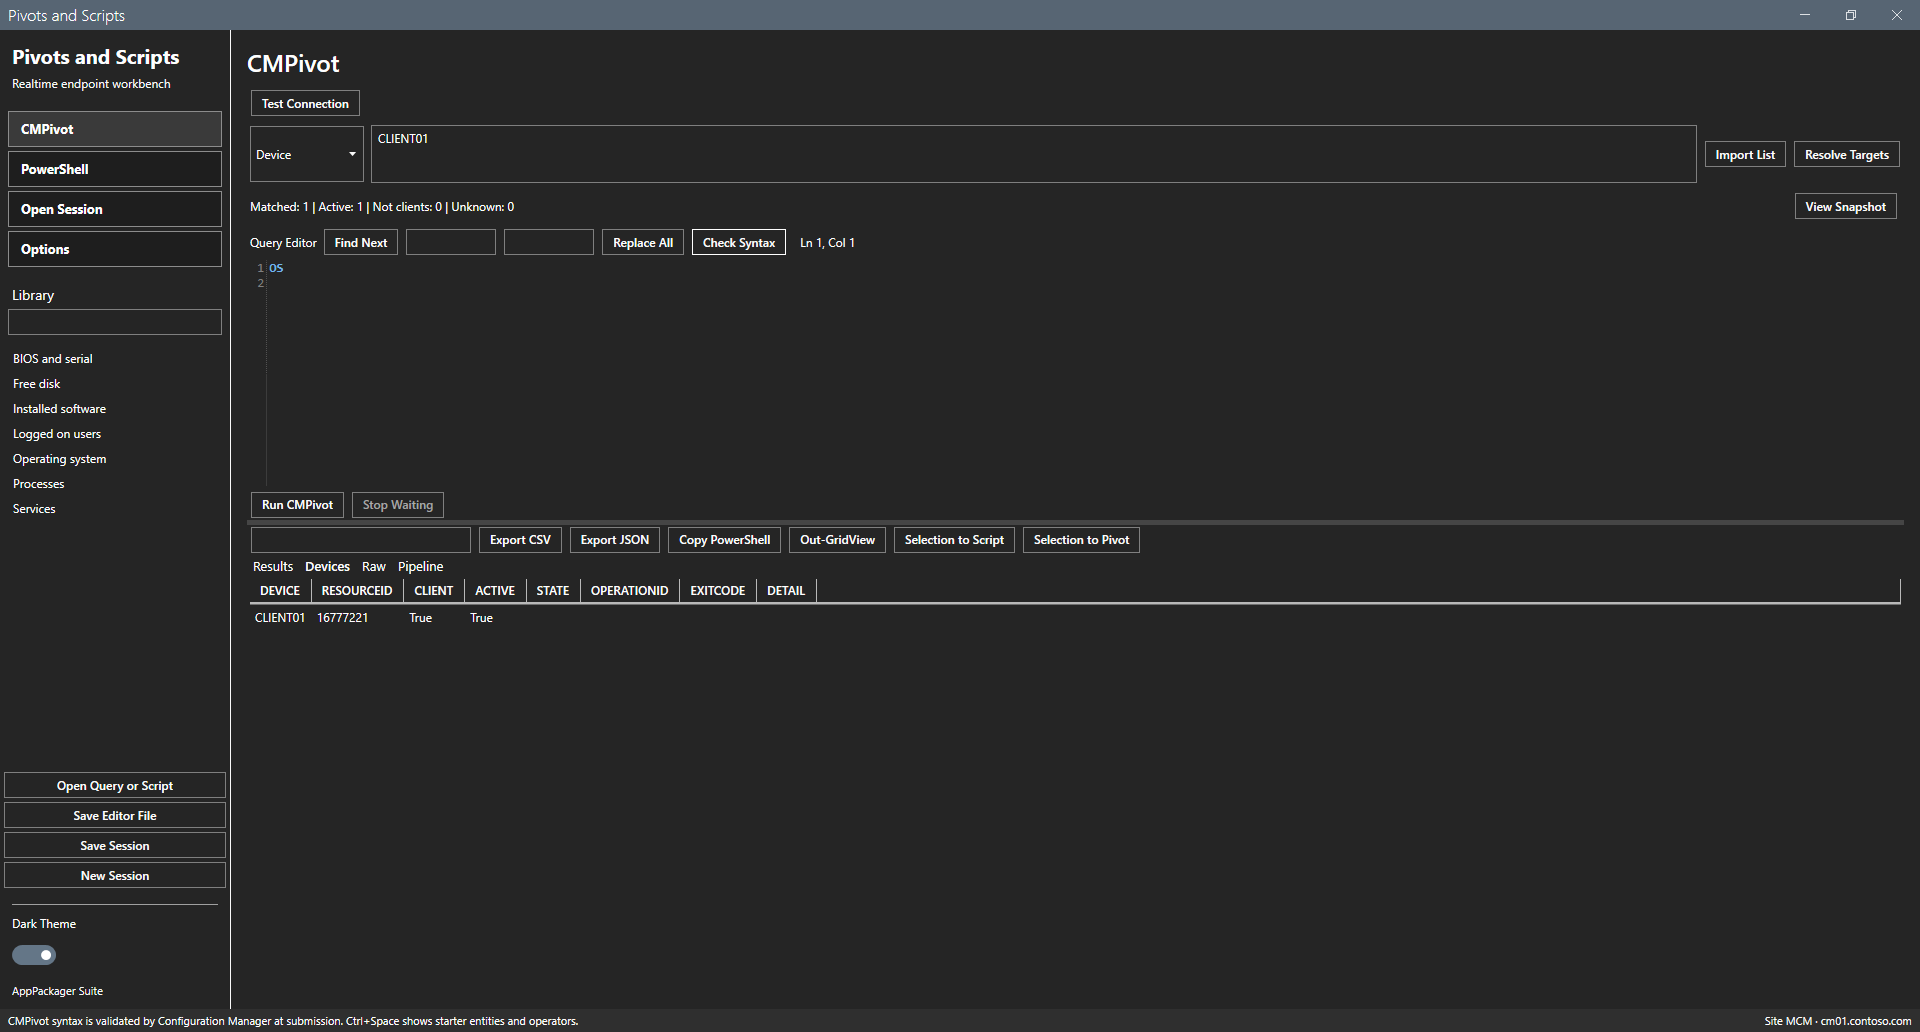 Pivots and Scripts
Pivots and Scripts
Realtime endpoint workbench
CMPivot
PowerShell
Open Session
Options
Library
BIOS and serial
Free disk
Installed software
Logged on users
Operating system
Processes
Services
Open Query or Script
Save Editor File
Save Session
New Session
Dark Theme
AppPackager Suite
CMPivot
Test Connection
Device
CLIENT01
Import List
Resolve Targets
Matched: 1 | Active: 1 | Not clients: 0 | Unknown: 0
View Snapshot
Query Editor Find Next Replace All Check Syntax Ln 1, Col 1
1 OS
2
Run CMPivot Stop Waiting
Export CSV Export JSON Copy PowerShell Out-GridView Selection to Script Selection to Pivot
Results Devices Raw Pipeline
DEVICE RESOURCEID CLIENT ACTIVE STATE OPERATIONID EXITCODE DETAIL
CLIENT01 16777221 True True
CMPivot syntax is validated by Configuration Manager at submission. Ctrl+Space shows starter entities and operators.
Site MCM · cm01.contoso.com